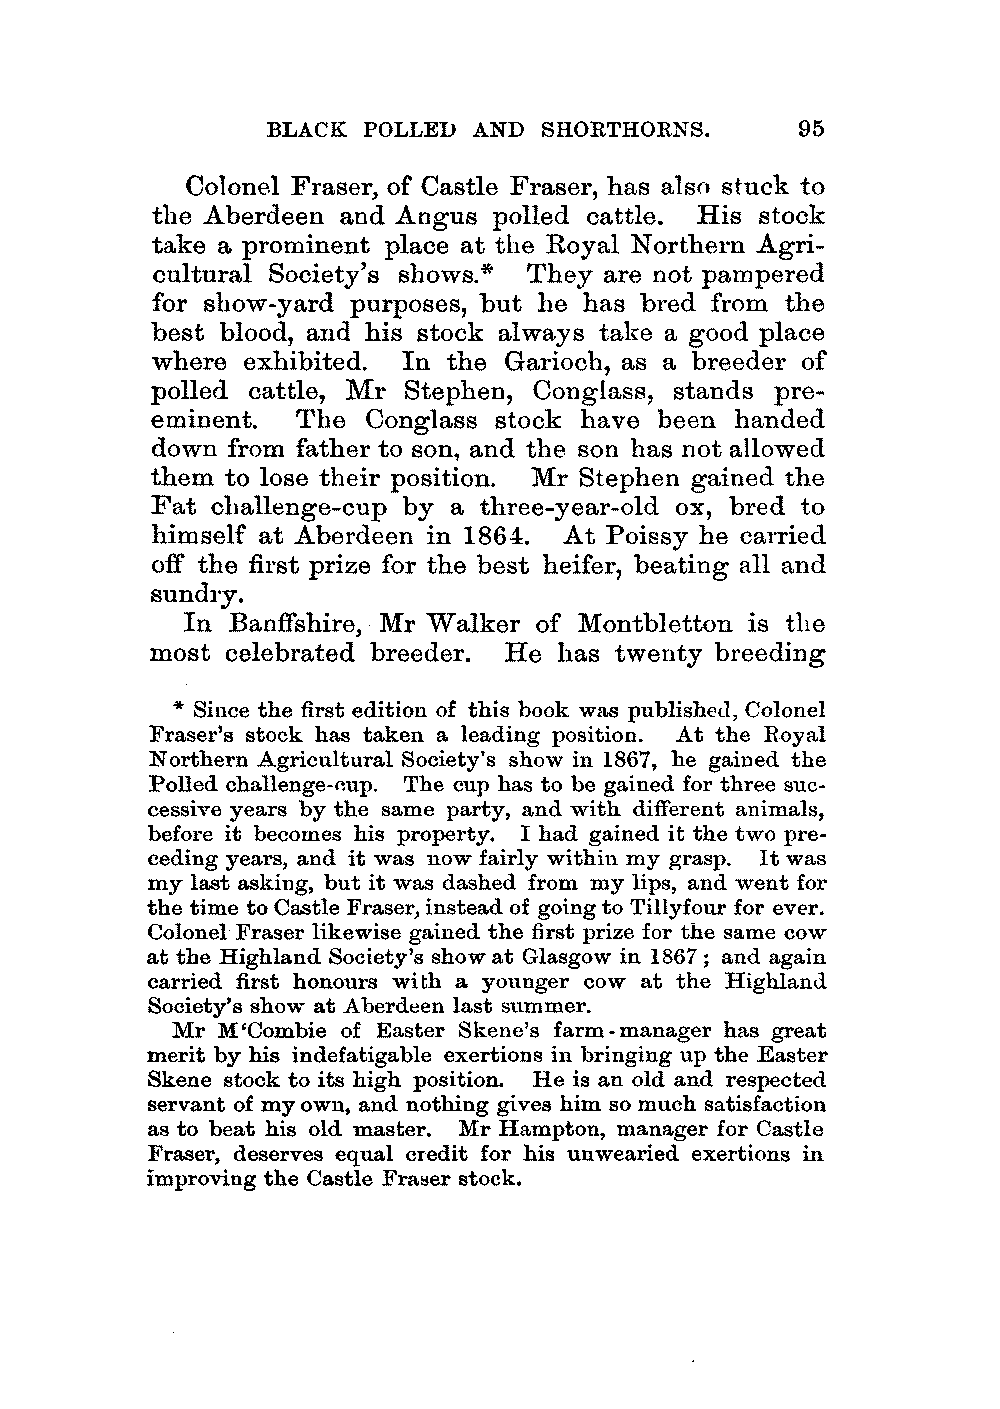 BLACK POLLED AND SHORTHORNS. 95
Colonel Fraser, of Castle Fraser, has also stuck to
the Aberdeen and Angus polled cattle. His stock
take a prominent place at the Royal Northern Agri-
cultural Society's shows.* They are not pampered
for show-yard purposes, but he has bred from the
best blood, and his stock always take a good place
where exhibited. In the Garioch, as a breeder of
polled cattle, Mr Stephen, Conglass, stands pre-
eminent. The Conglass stock have been handed
down from father to son, and the son has not allowed
them to lose their position. Mr Stephen gained the
Fat challenge-cup by a three-year-old ox, bred to
himself at Aberdeen in 1864. At Poissy he carried
off the first prize for the best heifer, beating all and
sundry.
In Banffshire, Mr Walker of Montbletton is the
most celebrated breeder. He has twenty breeding
* Since the first edition of this book was published, Colonel
Fraser's stock has taken a leading position. At the Royal
Northern Agricultural Society's show in 1867, he gained the
Polled challenge-cup. The cup has to be gained for three suc-
cessive years by the same party, and with different animals,
before it becomes his property. I had gained it the two pre-
ceding years, and it was now fairly within my grasp. It was
my last asking, but it was dashed from my lips, and went for
the time to Castle Fraser, instead of going to Tillyfour for ever.
Colonel Fraser likewise gained the first prize for the same cow
at the Highland Society's show at Glasgow in 1867; and again
carried first honours with a younger cow at the Highland
Society's show at Aberdeen last summer.
Mr M'Combie of Easter Skene's farm-manager has great
merit by his indefatigable exertions in bringing up the Easter
Skene stock to its high position. He is an old and respected
servant of my own, and nothing gives him so much satisfaction
as to beat his old master. Mr Hampton, manager for Castle
Fraser, deserves equal credit for his unwearied exertions in
improving the Castle Fraser stock.